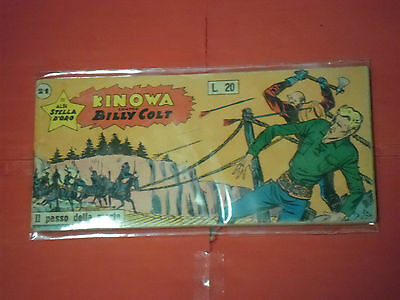 21
ALBI
STELLA
D'ORO
KINOWA
BILLY COLT
L. 20
Il passo della